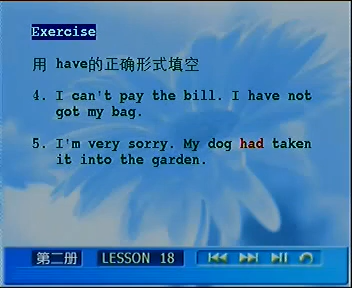 Exercise
用 have的正确形式填空
4. I can't pay the bill. I have not
got my bag.
5. I'm very sorry. My dog had taken
it into the garden.
第二册 LESSON 18